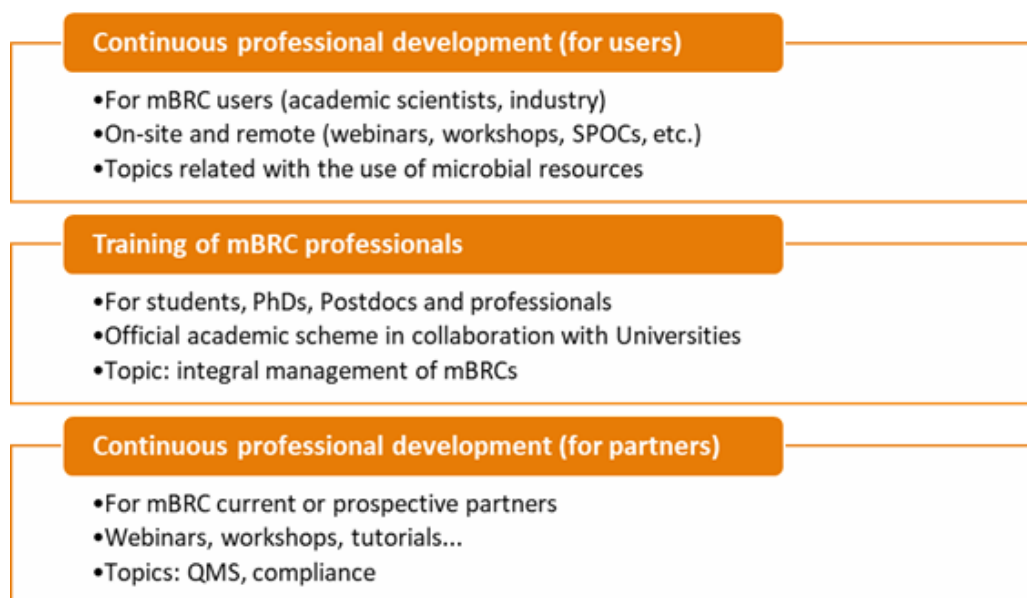 Continuous professional development (for users)
•For mBRC users (academic scientists, industry)
•On-site and remote (webinars, workshops, SPOCs, etc.)
•Topics related with the use of microbial resources
Training of mBRC professionals
•For students, PhDs, Postdocs and professionals
•Official academic scheme in collaboration with Universities
•Topic: integral management of mBRCs
Continuous professional development (for partners)
•For mBRC current or prospective partners
•Webinars, workshops, tutorials...
•Topics: QMS, compliance